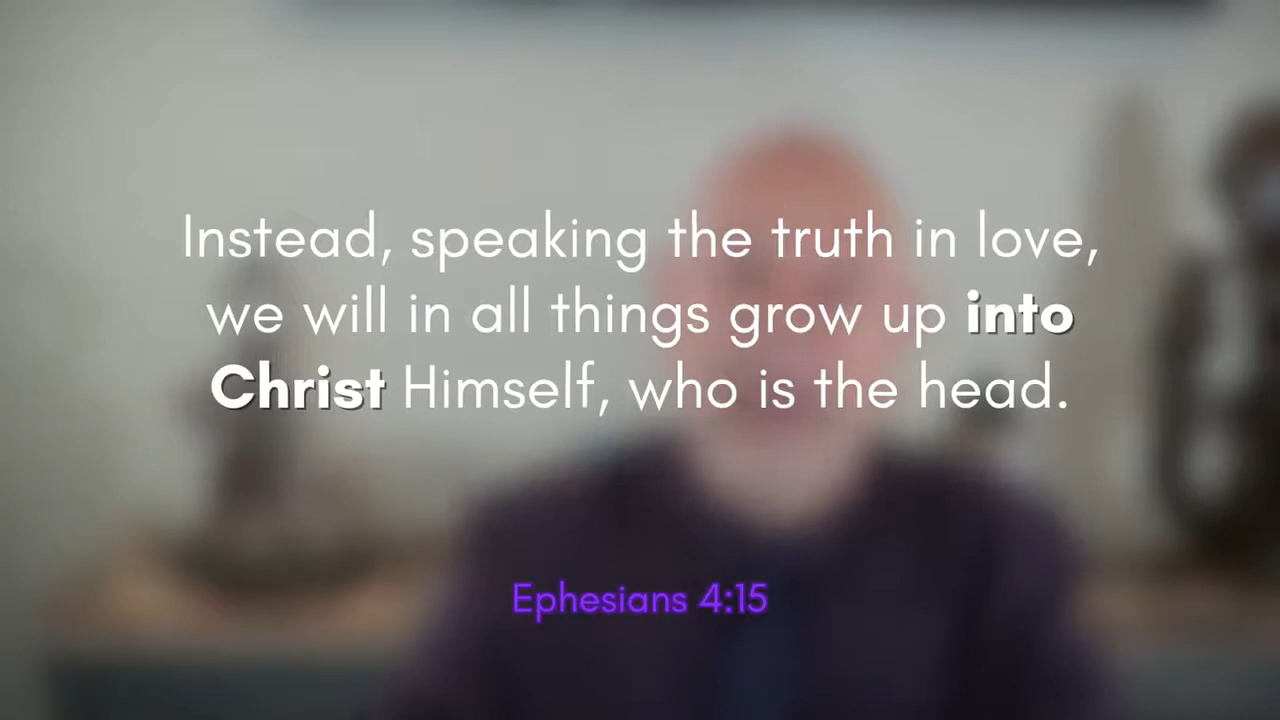 Instead, speaking the truth in love,
we will in all things grow up into
Christ Himself, who is the head.
Ephesians 4:15